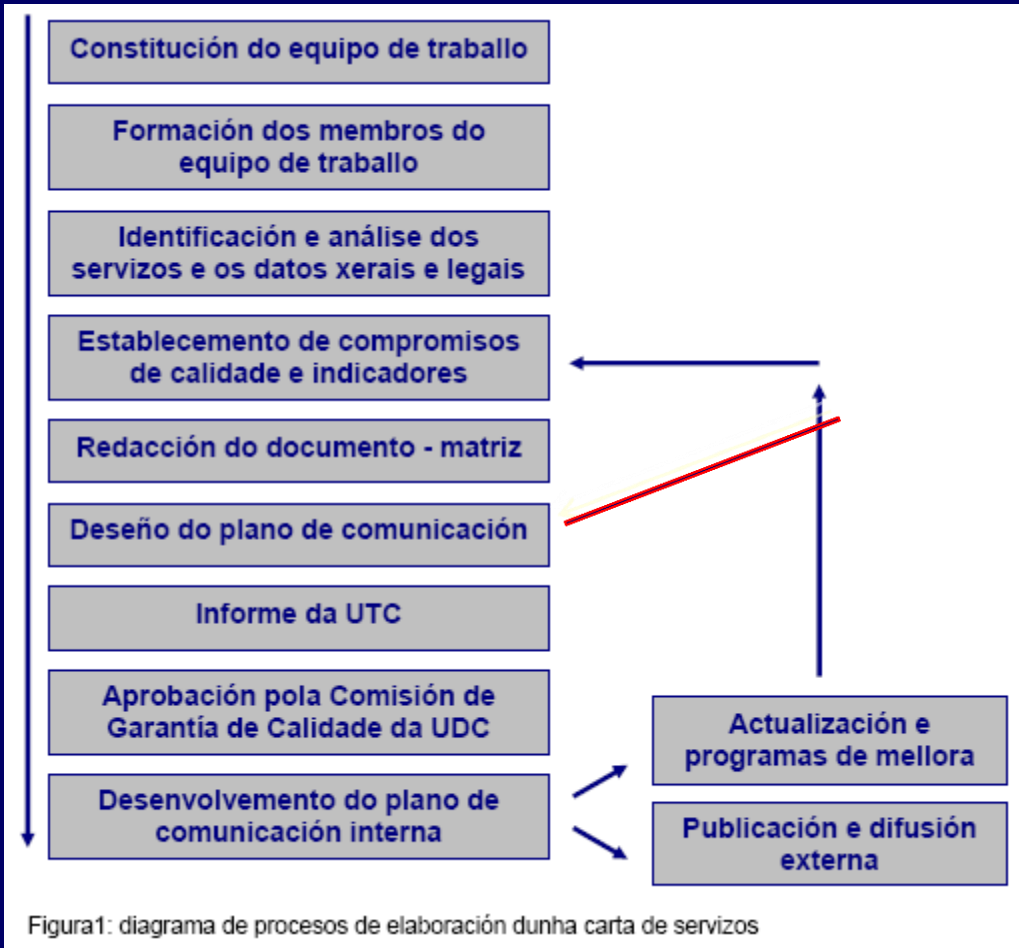 Constitución do equipo de traballo
Formación dos membros do
equipo de traballo
Identificación e análise dos
servizos e os datos xerais e legais
Establecemento de compromisos
de calidade e indicadores
Redacción do documento - matriz
Deseño do plano de comunicación
Informe da UTC
Aprobación pola Comisión de
Garantía de Calidade da UDC
Desenvolvemento do plano de
comunicación interna
Actualización e
programas de mellora
Publicación e difusión
externa
Figura1: diagrama de procesos de elaboración dunha carta de servizos